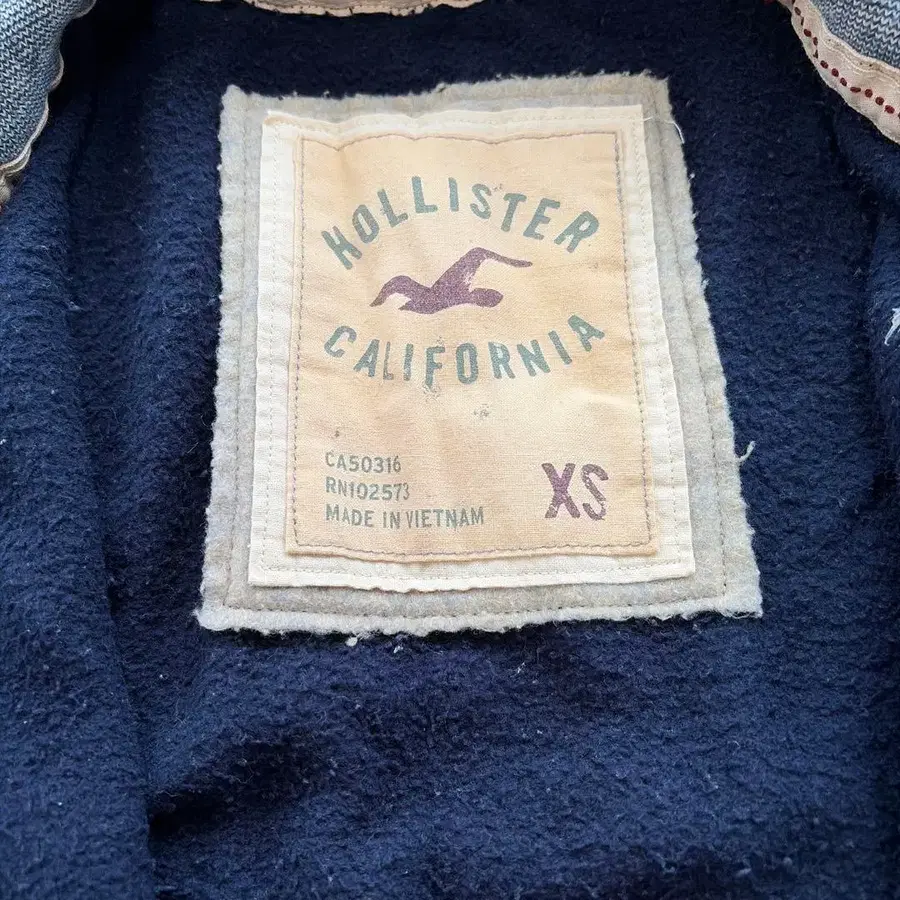 HOLLISTER
CALIFORNIA
CA50316
RN102573
MADE IN VIETNAM
XS